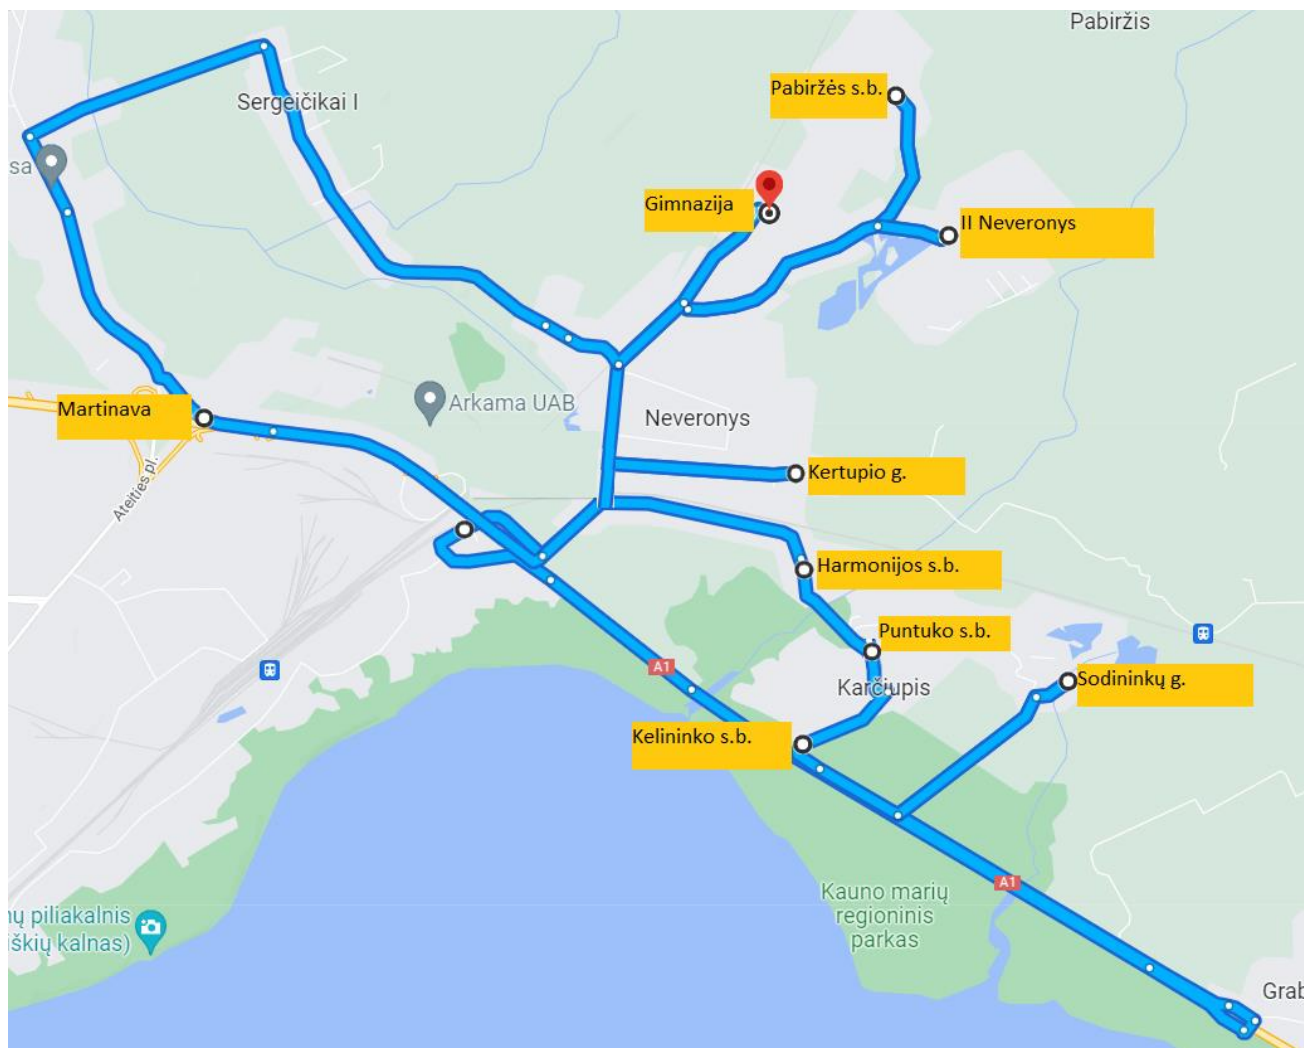 Pabiržis
Pabiržės s.b.
Sergeičikai I
sa
Gimnazija
II Neveronys
Arkama UAB
Martinava
Neveronys
Kertupio g.
Ateities pl.
Harmonijos s.b.
Puntuko s.b.
A1
Sodininkų g.
Karčiupis
Kelininko s.b.
A1
Kauno marių
regioninis
parkas
nų piliakalnis
iškių kalnas)
Grab